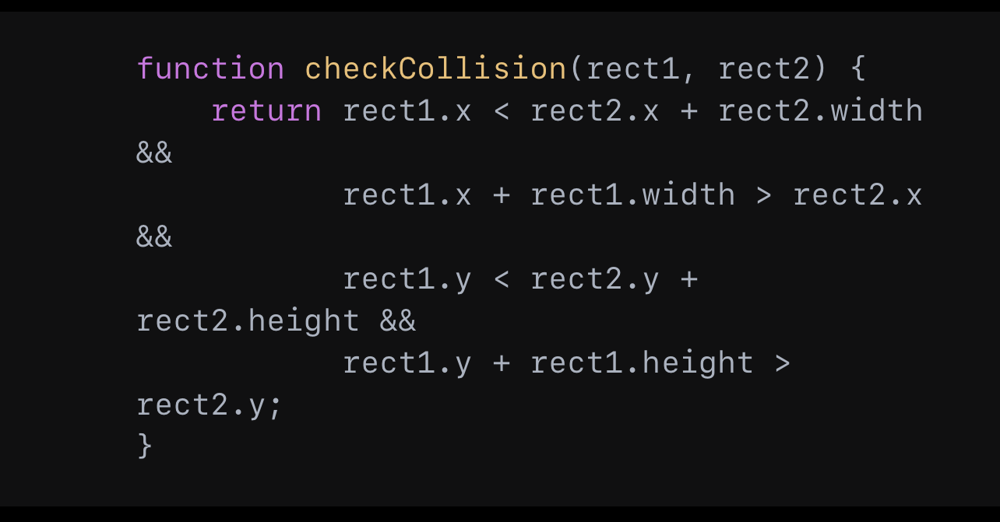 function checkCollision(rect1, rect2) {
    return rect1.x < rect2.x + rect2.width
&&
           rect1.x + rect1.width > rect2.x
&&
           rect1.y < rect2.y +
rect2.height &&
           rect1.y + rect1.height >
rect2.y;
}